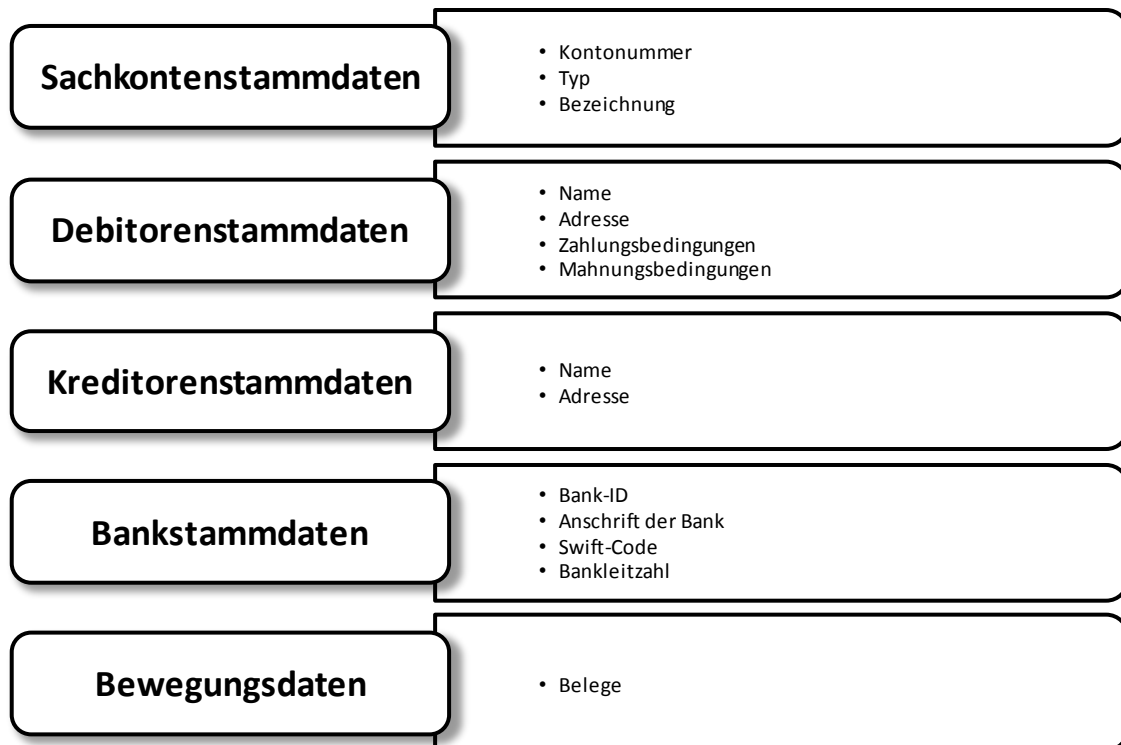 Sachkontenstammdaten
• Kontonummer
• Typ
• Bezeichnung
Debitorenstammdaten
• Name
• Adresse
• Zahlungsbedingungen
• Mahnungsbedingungen
Kreditorenstammdaten
• Name
• Adresse
Bankstammdaten
• Bank-ID
• Anschrift der Bank
• Swift-Code
• Bankleitzahl
Bewegungsdaten
• Belege